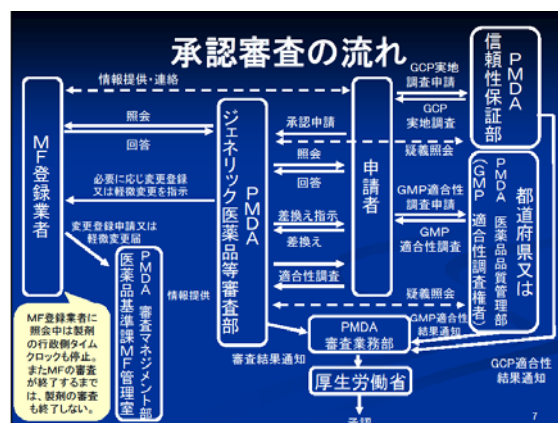 承認審査の流れ
情報提供・連絡
GCP実地
調査申請
GCP
実地調査
PMDA
信頼性保証部
MF登録業者
照会
回答
承認申請
疑義照会
照会
回答
ジェネリック医薬品等審査部
PMDA
申請者
必要に応じ変更登録
又は軽微変更を指示
GMP適合性
調査申請
GMP
適合性調査
都道府県又は
PMDA 医薬品品質管理部
(GMP 適合性調査権者)
差換え指示
差換え
変更登録申請又は
軽微変更届
適合性調査
PMDA 審査マネジメント部
医薬品基準課MF管理室
情報提供
疑義照会
MF登録業者に
照会中は製剤
の行政側タイム
クロックも停止。
またMFの審査
が終了するまで
は、製剤の審査
も終了しない。
PMDA
審査業務部
GMP適合性
結果通知
審査結果通知
GCP適合性
結果通知
厚生労働省
承認
7